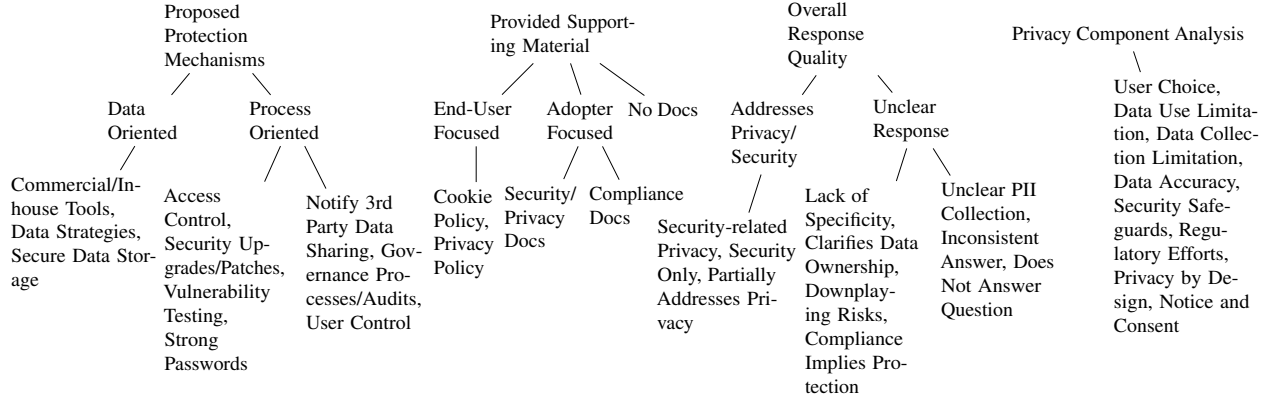 Proposed
Protection
Mechanisms
Data
Oriented
Commercial/In-
house Tools,
Data Strategies,
Secure Data Stor-
age
Process
Oriented
Access
Control,
Security Up-
grades/Patches,
Vulnerability
Testing,
Strong
Passwords
Notify 3rd
Party Data
Sharing, Gov-
ernance Pro-
cesses/Audits,
User Control
Provided Support-
ing Material
End-User
Focused
Cookie
Policy,
Privacy
Policy
Adopter
Focused
Security/
Privacy
Docs
Compliance
Docs
No Docs
Overall
Response
Quality
Addresses
Privacy/
Security
Security-related
Privacy, Security
Only, Partially
Addresses Pri-
vacy
Unclear
Response
Lack of
Specificity,
Clarifies Data
Ownership,
Downplay-
ing Risks,
Compliance
Implies Pro-
tection
Unclear PII
Collection,
Inconsistent
Answer, Does
Not Answer
Question
Privacy Component Analysis
User Choice,
Data Use Limita-
tion, Data Collec-
tion Limitation,
Data Accuracy,
Security Safe-
guards, Regu-
latory Efforts,
Privacy by De-
sign, Notice and
Consent